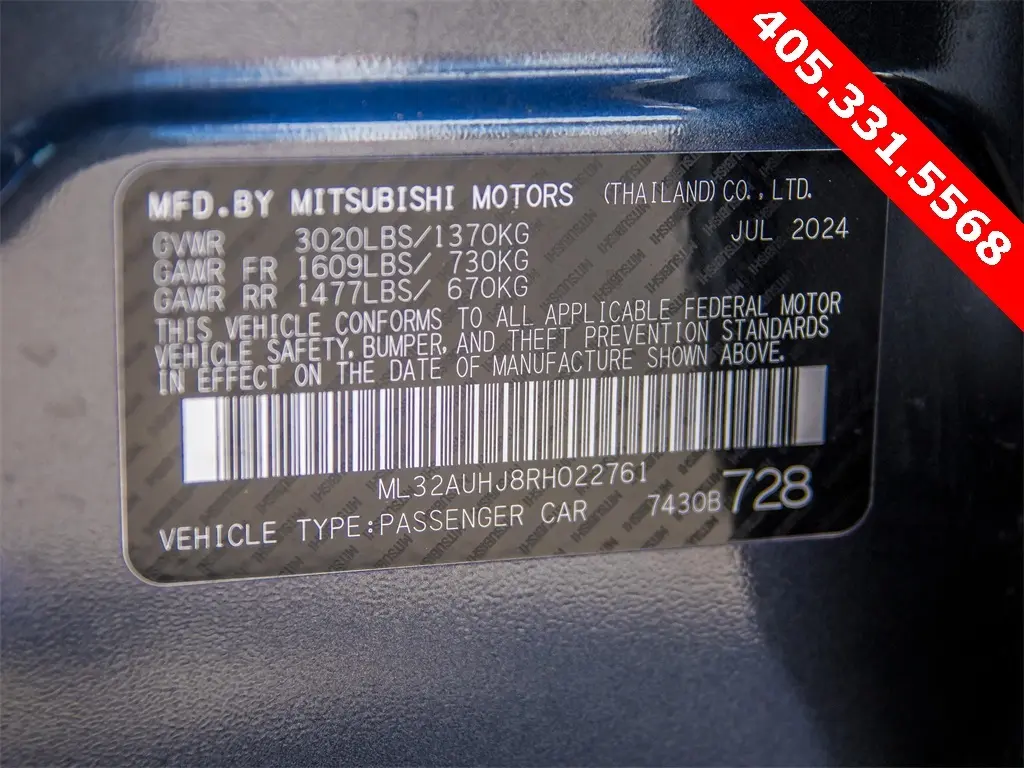 405.331.5568
MFD.BY MITSUBISHI MOTORS (THAILAND) CO., LTD.
GVWR 3020LBS/1370KG JUL 2024
GAWR FR 1609LBS/ 730KG
GAWR RR 1477LBS/ 670KG
THIS VEHICLE CONFORMS TO ALL APPLICABLE FEDERAL MOTOR
VEHICLE SAFETY, BUMPER, AND THEFT PREVENTION STANDARDS
IN EFFECT ON THE DATE OF MANUFACTURE SHOWN ABOVE.
ML32AUHJ8RH022761
VEHICLE TYPE:PASSENGER CAR 7430B 728